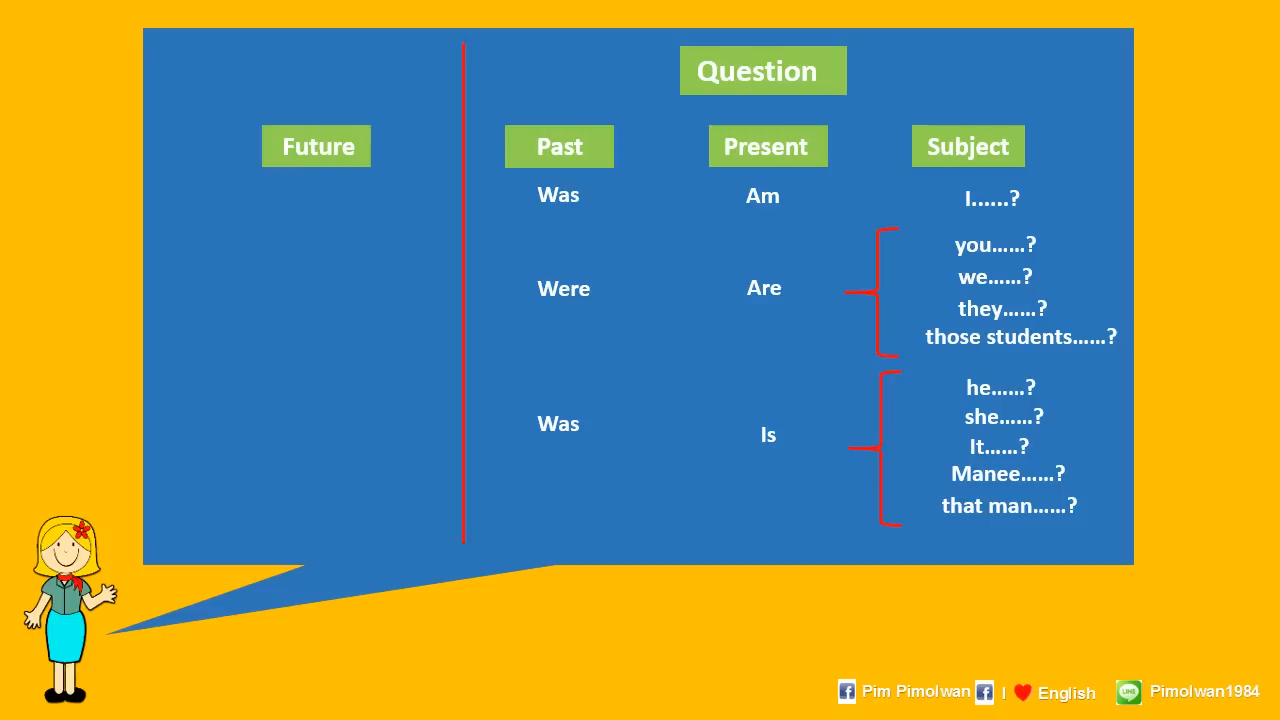 Question
Future Past Present Subject
Was Am I......?
you......?
we......?
Were Are
they......?
those students......?
he......?
she......?
Was Is
It......?
Manee......?
that man......?
Pim Pimolwan I ❤ English LINE Pimolwan1984